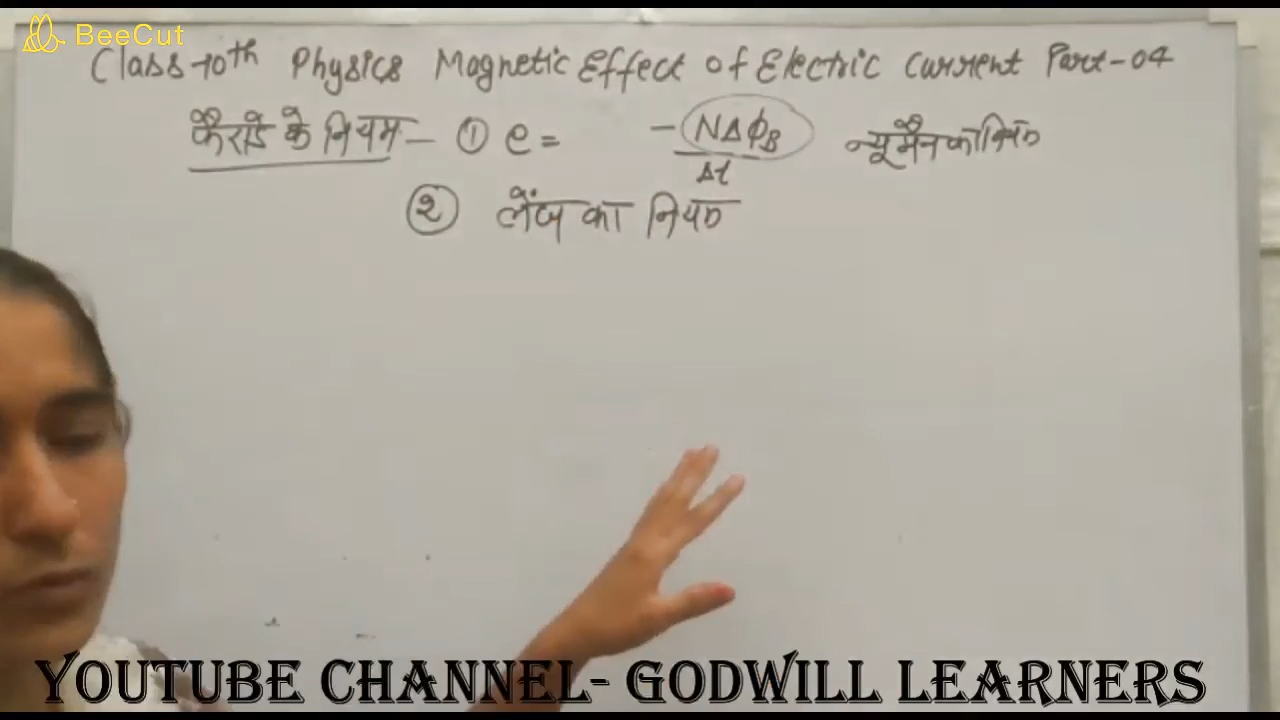 BeeCut
Class-10th Physics Magnetic Effect of Electric Current Part-04
फैराडे के नियम - ① e = - NΔϕB / Δt न्यूमैन का नियम
② लेंज का नियम
YOUTUBE CHANNEL- GODWILL LEARNERS